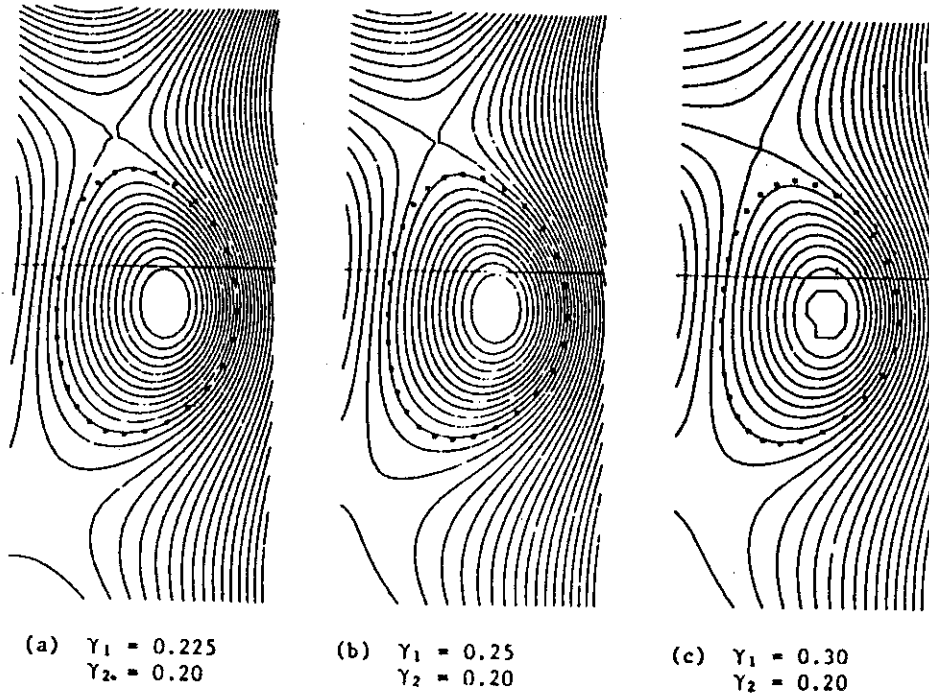 (a) γ₁ = 0.225
γ₂. = 0.20
(b) γ₁ = 0.25
γ₂ = 0.20
(c) γ₁ = 0.30
γ₂ = 0.20